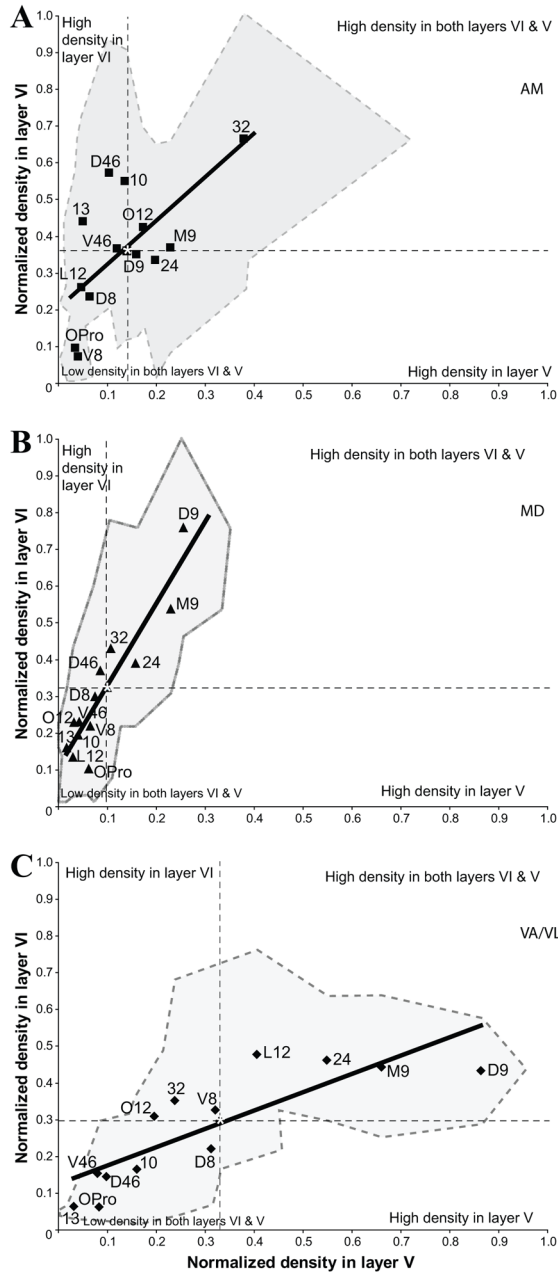 A
1.0
High density in layer VI
High density in both layers VI & V
0.9
AM
0.8
0.7
32
0.6
D46
10
0.5
13
O12
0.4
V46
M9
D9
24
0.3
L12
D8
0.2
OPro
0.1
V8
Low density in both layers VI & V
High density in layer V
0
0.1
0.2
0.3
0.4
0.5
0.6
0.7
0.8
0.9
1.0
Normalized density in layer VI
B
1.0
High density in layer VI
High density in both layers VI & V
0.9
MD
0.8
D9
0.7
0.6
M9
0.5
32
0.4
D46
24
0.3
D8
O12
V46
V8
0.2
13
10
L12
0.1
OPro
Low density in both layers VI & V
High density in layer V
0
0.1
0.2
0.3
0.4
0.5
0.6
0.7
0.8
0.9
1.0
Normalized density in layer VI
C
1.0
High density in layer VI
High density in both layers VI & V
0.9
VA/VL
0.8
0.7
0.6
0.5
L12
24
M9
D9
0.4
32
V8
O12
0.3
D8
0.2
V46
10
D46
0.1
OPro
13
Low density in both layers VI & V
High density in layer V
0
0.1
0.2
0.3
0.4
0.5
0.6
0.7
0.8
0.9
1.0
Normalized density in layer VI
Normalized density in layer V